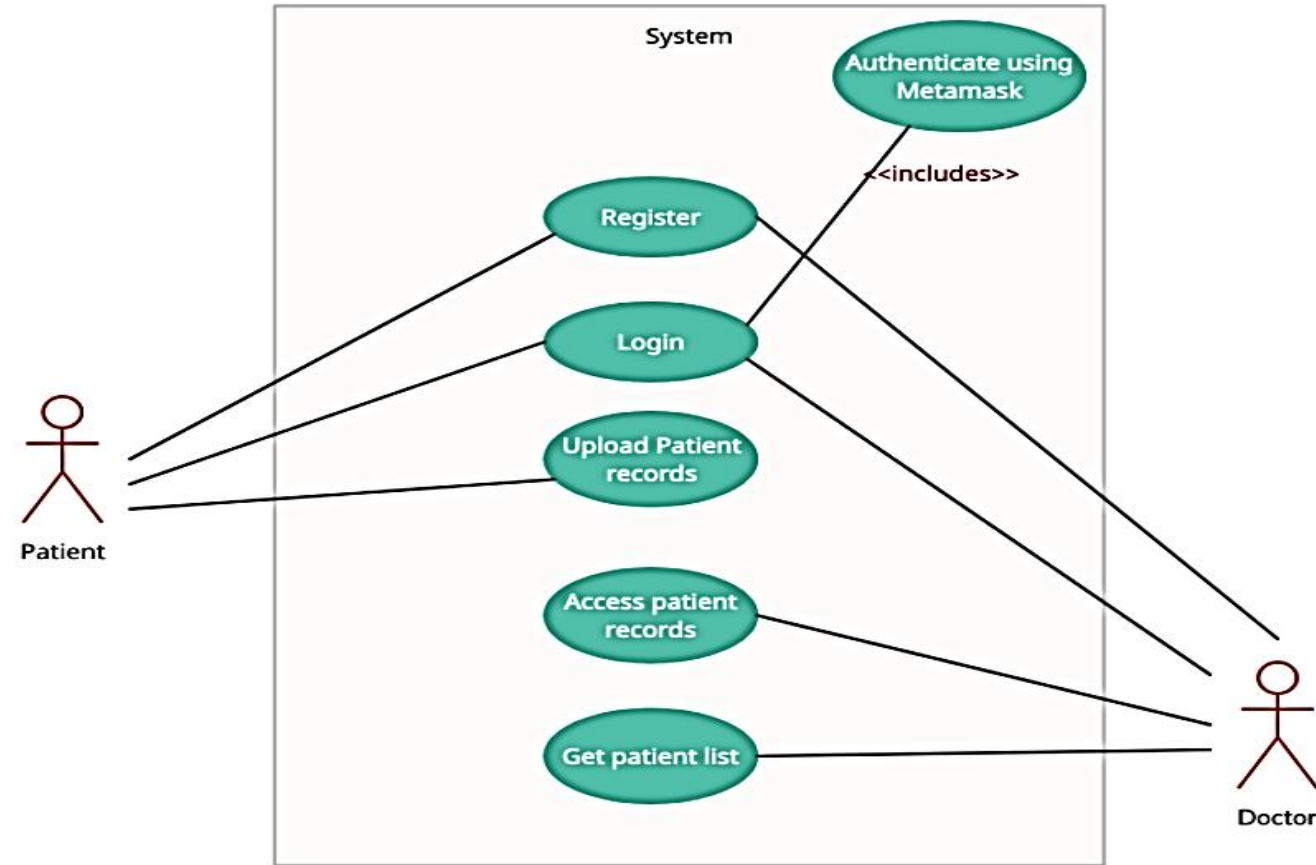 System
Authenticate using
Metamask
<<includes>>
Register
Login
Upload Patient
records
Patient
Access patient
records
Get patient list
Doctor